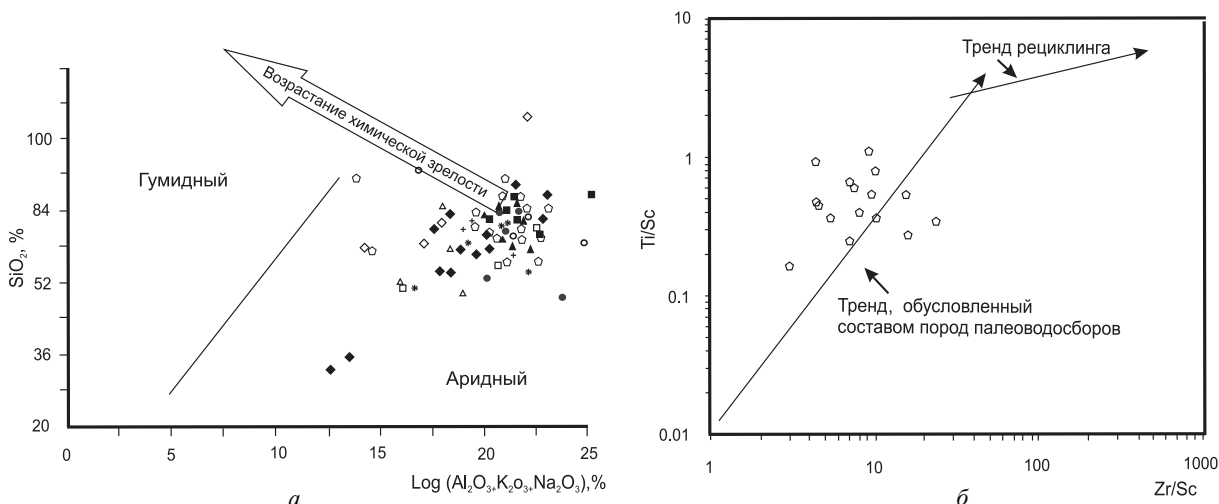 SiO₂, %
100
84
52
36
20
0
5
10
15
20
25
Log (Al₂O₃+K₂o₃+Na₂O₃),%
Возрастание химической зрелости
Гумидный
Аридный
а
Ti/Sc
10
1
0.1
0.01
1
10
100
1000
Zr/Sc
Тренд рециклинга
Тренд, обусловленный
составом пород палеоводосборов
б